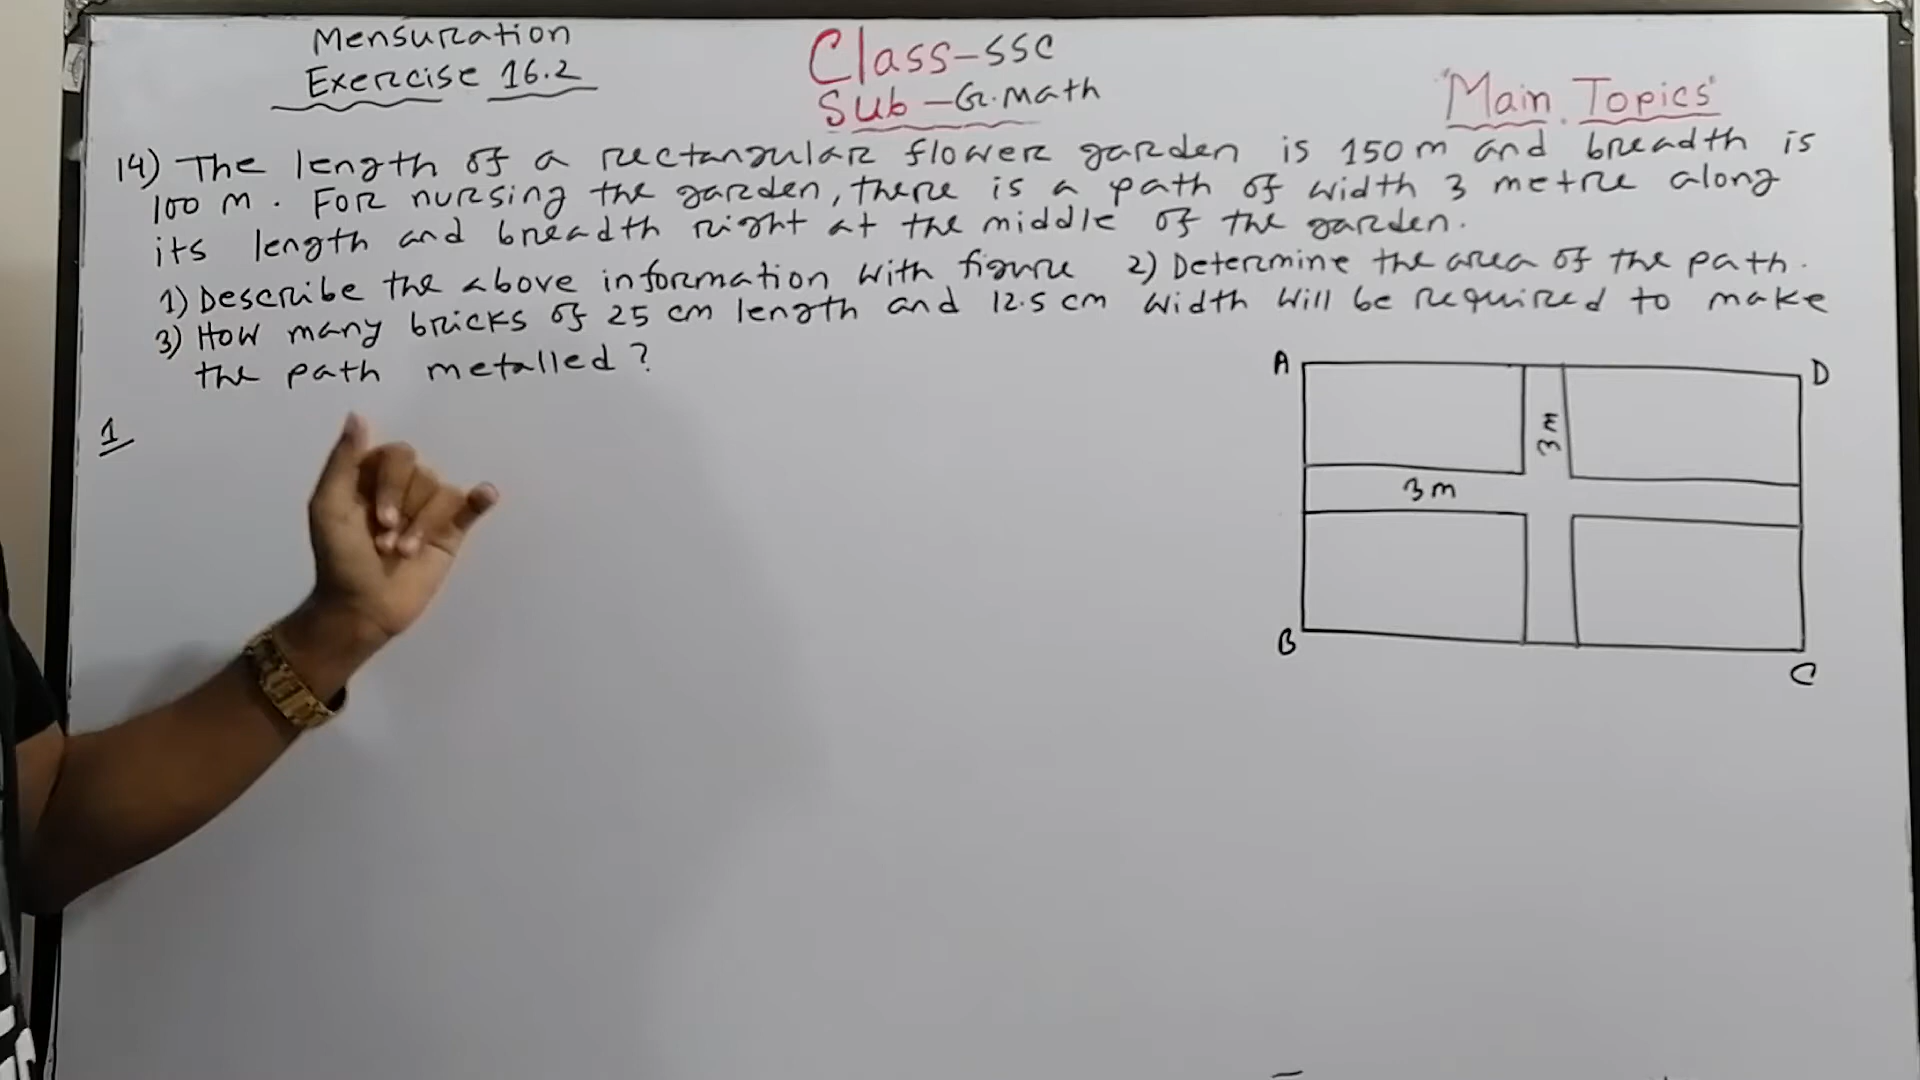 Mensuration
Exercise 16.2
Class-SSC
Sub-G.Math
"Main Topics"
14) The length of a rectangular flower garden is 150 m and breadth is
100 m. For nursing the garden, there is a path of width 3 metre along
its length and breadth right at the middle of the garden.
1) Describe the above information with figure 2) Determine the area of the path.
3) How many bricks of 25 cm length and 12.5 cm width will be required to make
the path metalled?
1
A
D
3 m
3 m
B
C